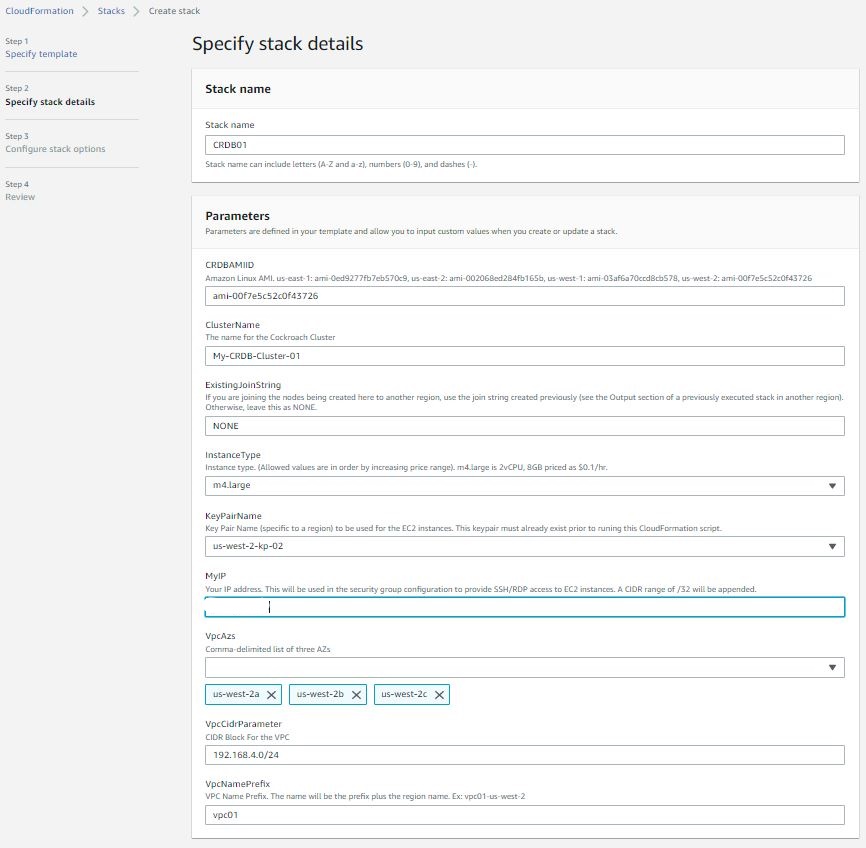 CloudFormation > Stacks > Create stack
Step 1
Specify template
Step 2
Specify stack details
Step 3
Configure stack options
Step 4
Review
Specify stack details
Stack name
Stack name
CRDB01
Stack name can include letters (A-Z and a-z), numbers (0-9), and dashes (-).
Parameters
Parameters are defined in your template and allow you to input custom values when you create or update a stack.
CRDBAMIID
Amazon Linux AMI. us-east-1: ami-0ed9277fb7eb570c9, us-east-2: ami-002068ed284fb165b, us-west-1: ami-03af6a70ccd8cb578, us-west-2: ami-00f7e5c52c0f43726
ami-00f7e5c52c0f43726
ClusterName
The name for the Cockroach Cluster
My-CRDB-Cluster-01
ExistingJoinString
If you are joining the nodes being created here to another region, use the join string created previously (see the Output section of a previously executed stack in another region).
Otherwise, leave this as NONE.
NONE
InstanceType
Instance type. (Allowed values are in order by increasing price range). m4.large is 2vCPU, 8GB priced as $0.1/hr.
m4.large
KeyPairName
Key Pair Name (specific to a region) to be used for the EC2 instances. This keypair must already exist prior to runing this CloudFormation script.
us-west-2-kp-02
MyIP
Your IP address. This will be used in the security group configuration to provide SSH/RDP access to EC2 instances. A CIDR range of /32 will be appended.
VpcAzs
Comma-delimited list of three AZs
us-west-2a us-west-2b us-west-2c
VpcCidrParameter
CIDR Block For the VPC
192.168.4.0/24
VpcNamePrefix
VPC Name Prefix. The name will be the prefix plus the region name. Ex: vpc01-us-west-2
vpc01